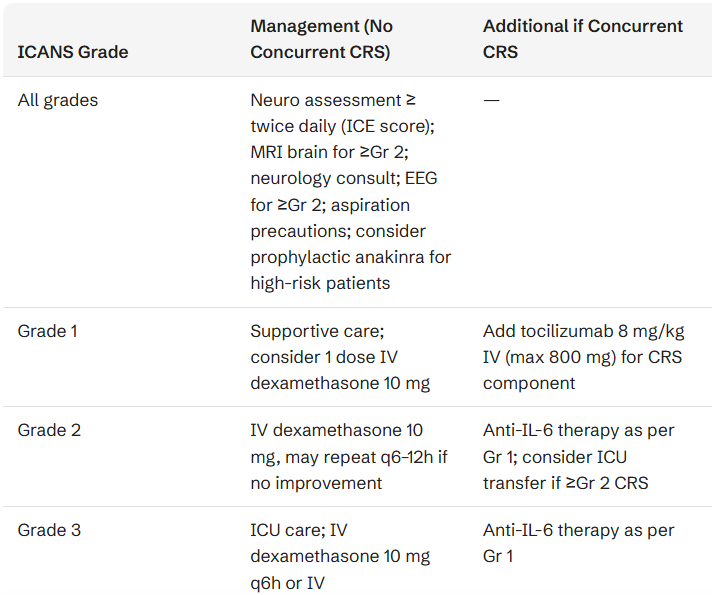 ICANS Grade
Management (No
Concurrent CRS)
Additional if Concurrent
CRS
All grades
Neuro assessment ≥
twice daily (ICE score);
MRI brain for ≥Gr 2;
neurology consult; EEG
for ≥Gr 2; aspiration
precautions; consider
prophylactic anakinra for
high-risk patients
—
Grade 1
Supportive care;
consider 1 dose IV
dexamethasone 10 mg
Add tocilizumab 8 mg/kg
IV (max 800 mg) for CRS
component
Grade 2
IV dexamethasone 10
mg, may repeat q6–12h if
no improvement
Anti-IL-6 therapy as per
Gr 1; consider ICU
transfer if ≥Gr 2 CRS
Grade 3
ICU care; IV
dexamethasone 10 mg
q6h or IV
Anti-IL-6 therapy as per
Gr 1